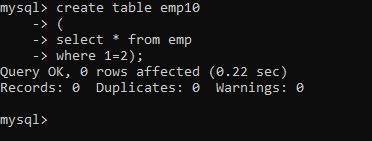 mysql> create table emp10
    -> (
    -> select * from emp
    -> where 1=2);
Query OK, 0 rows affected (0.22 sec)
Records: 0  Duplicates: 0  Warnings: 0
mysql>